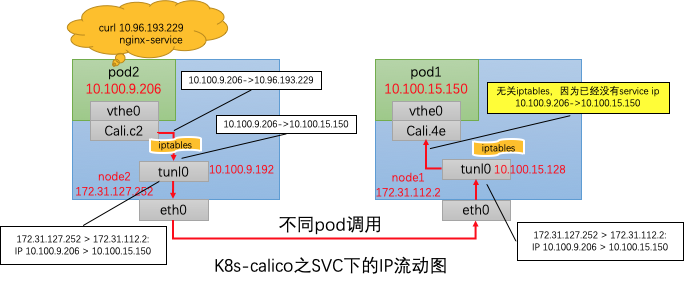 curl 10.96.193.229
nginx-service
pod2
10.100.9.206
vthe0
Cali.c2
iptables
tunl0
10.100.9.192
node2
172.31.127.252
eth0
10.100.9.206->10.96.193.229
10.100.9.206->10.100.15.150
172.31.127.252 > 172.31.112.2:
IP 10.100.9.206 > 10.100.15.150
pod1
10.100.15.150
vthe0
Cali.4e
iptables
tunl0
10.100.15.128
node1
172.31.112.2
eth0
无关iptables，因为已经没有service ip
10.100.9.206->10.100.15.150
172.31.127.252 > 172.31.112.2:
IP 10.100.9.206 > 10.100.15.150
不同pod调用
K8s-calico之SVC下的IP流动图